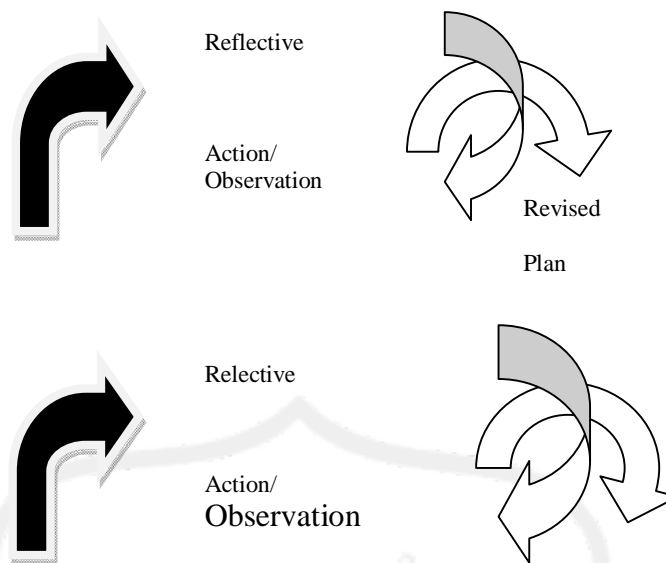 Reflective
Action/
Observation
Revised
Plan
Relective
Action/
Observation